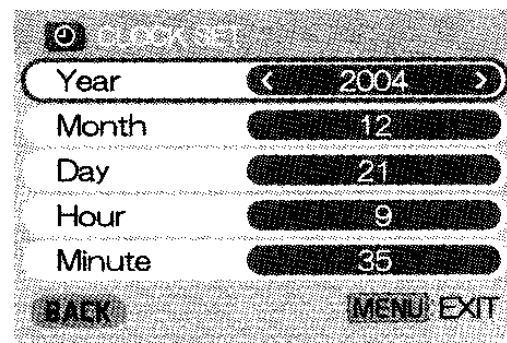 CLOCK SET
Year < 2004 >
Month 12
Day 21
Hour 9
Minute 35
BACK MENU EXIT